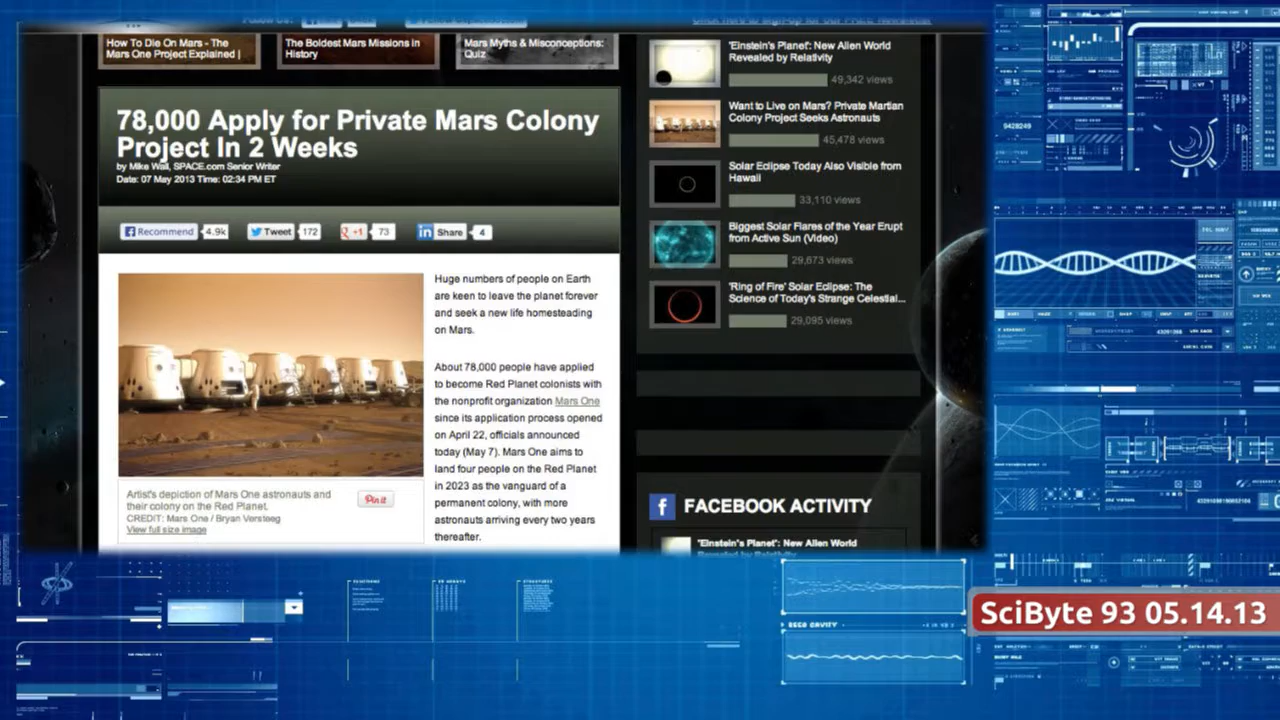 How To Die On Mars - The
Mars One Project Explained |
The Boldest Mars Missions in
History
Mars Myths & Misconceptions:
Quiz
78,000 Apply for Private Mars Colony
Project In 2 Weeks
by Mike Wall, SPACE.com Senior Writer
Date: 07 May 2013 Time: 02:34 PM ET
Recommend 4.9k Tweet 172 +1 73 Share 4
Artist's depiction of Mars One astronauts and
their colony on the Red Planet.
CREDIT: Mars One / Bryan Versteeg
View full size image
Pin it
Huge numbers of people on Earth
are keen to leave the planet forever
and seek a new life homesteading
on Mars.
About 78,000 people have applied
to become Red Planet colonists with
the nonprofit organization Mars One
since its application process opened
on April 22, officials announced
today (May 7). Mars One aims to
land four people on the Red Planet
in 2023 as the vanguard of a
permanent colony, with more
astronauts arriving every two years
thereafter.
'Einstein's Planet': New Alien World
Revealed by Relativity
49,342 views
Want to Live on Mars? Private Martian
Colony Project Seeks Astronauts
45,478 views
Solar Eclipse Today Also Visible from
Hawaii
33,110 views
Biggest Solar Flares of the Year Erupt
from Active Sun (Video)
29,673 views
'Ring of Fire' Solar Eclipse: The
Science of Today's Strange Celestial...
29,095 views
FACEBOOK ACTIVITY
'Einstein's Planet': New Alien World
Revealed by Relativity
SciByte 93 05.14.13